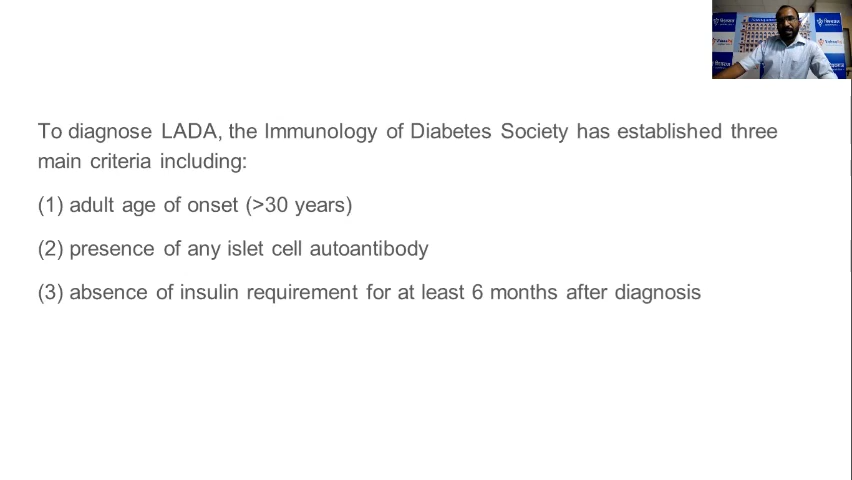 To diagnose LADA, the Immunology of Diabetes Society has established three
main criteria including:
(1) adult age of onset (>30 years)
(2) presence of any islet cell autoantibody
(3) absence of insulin requirement for at least 6 months after diagnosis